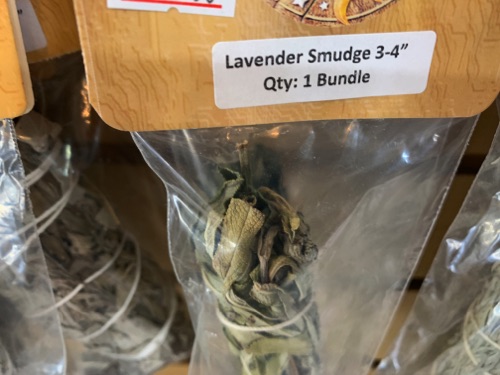 Lavender Smudge 3-4”
Qty: 1 Bundle